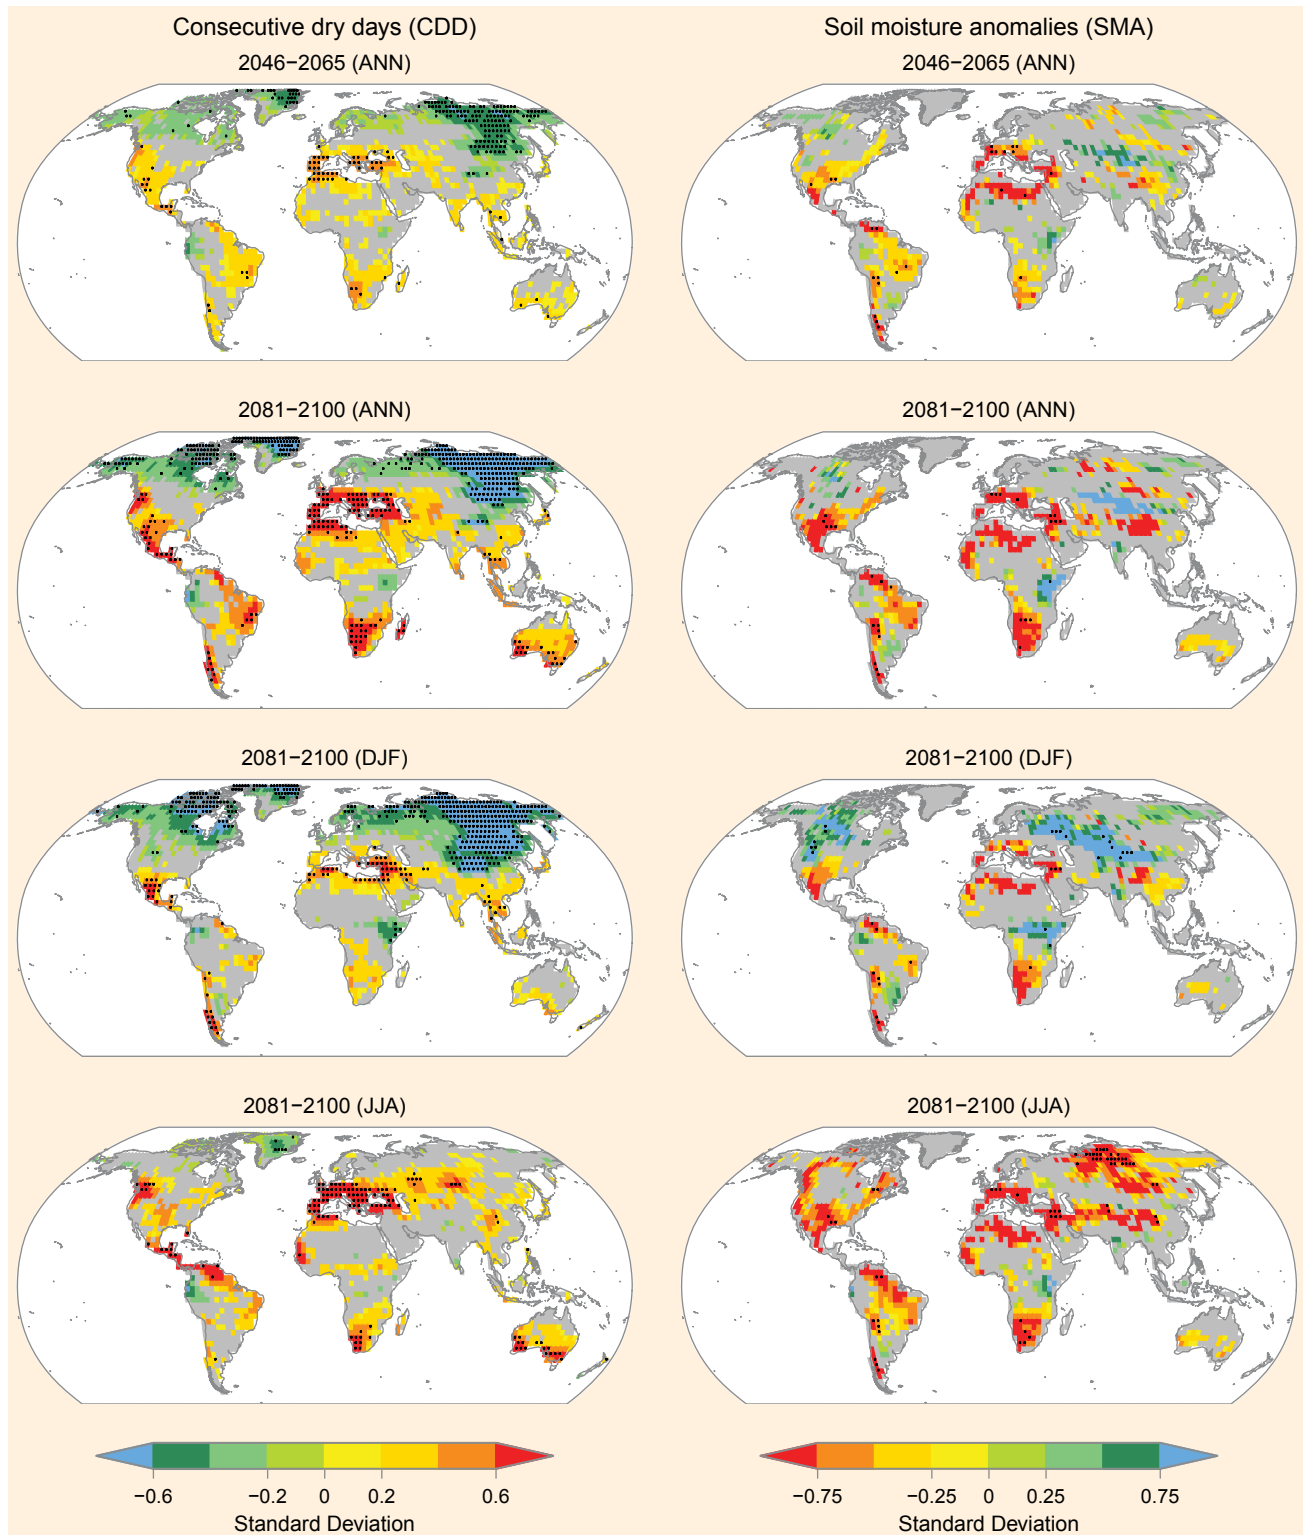 Consecutive dry days (CDD)
Soil moisture anomalies (SMA)
2046−2065 (ANN)
2046−2065 (ANN)
2081−2100 (ANN)
2081−2100 (ANN)
2081−2100 (DJF)
2081−2100 (DJF)
2081−2100 (JJA)
2081−2100 (JJA)
−0.6 −0.2 0 0.2 0.6
Standard Deviation
−0.75 −0.25 0 0.25 0.75
Standard Deviation